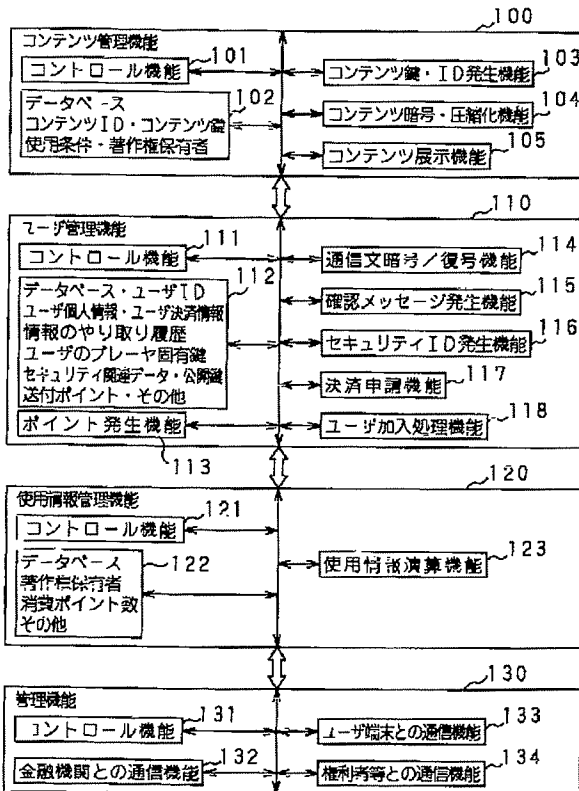 100
コンテンツ管理機能
コントロール機能
101
データベース
102
コンテンツID・コンテンツ鍵
使用条件・著作権保有者
コンテンツ鍵・ID発生機能
103
コンテンツ暗号・圧縮化機能
104
コンテンツ展示機能
105
110
ユーザ管理機能
コントロール機能
111
データベース・ユーザID
112
ユーザ個人情報・ユーザ決済情報
情報のやり取り履歴
ユーザのプレーヤ固有鍵
セキュリティ関連データ・公開鍵
送付ポイント・その他
ポイント発生機能
113
通信文暗号/復号機能
114
確認メッセージ発生機能
115
セキュリティID発生機能
116
決済申請機能
117
ユーザ加入処理機能
118
120
使用情報管理機能
コントロール機能
121
データベース
122
著作権保有者
消費ポイント数
その他
使用情報演算機能
123
130
管理機能
コントロール機能
131
金融機関との通信機能
132
ユーザ端末との通信機能
133
権利者等との通信機能
134